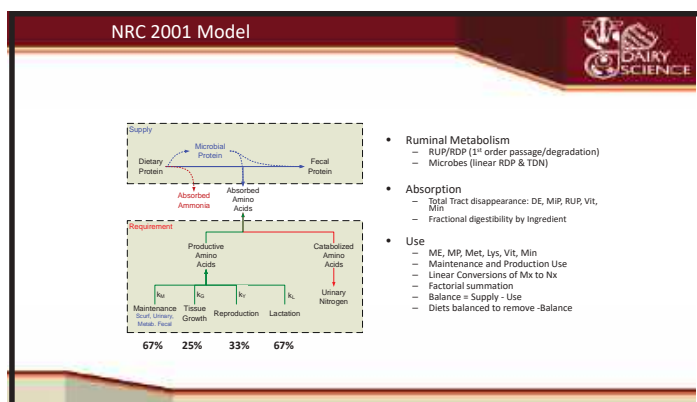 NRC 2001 Model
DAIRY
SCIENCE
Supply
Microbial
Protein
Dietary
Protein
Fecal
Protein
Absorbed
Ammonia
Absorbed
Amino
Acids
Requirement
Productive
Amino
Acids
Catabolized
Amino
Acids
kM
kG
kY
kL
Urinary
Nitrogen
Maintenance
Scurf, Urinary,
Metab. Fecal
Tissue
Growth
Reproduction
Lactation
67% 25% 33% 67%
• Ruminal Metabolism
– RUP/RDP (1st order passage/degradation)
– Microbes (linear RDP & TDN)
• Absorption
– Total Tract disappearance: DE, MiP, RUP, Vit,
Min
– Fractional digestibility by Ingredient
• Use
– ME, MP, Met, Lys, Vit, Min
– Maintenance and Production Use
– Linear Conversions of Mx to Nx
– Factorial summation
– Balance = Supply - Use
– Diets balanced to remove -Balance